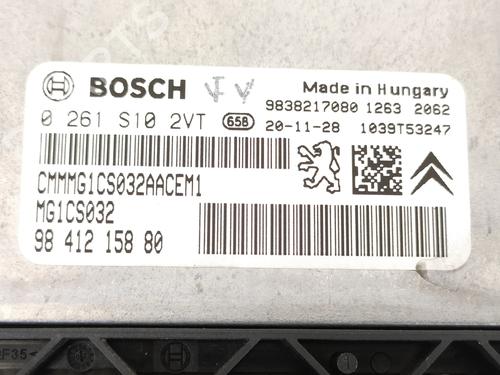 BOSCH
V V
Made in Hungary
9838217080 1263 2062
0 261 S10 2VT
65B
20-11-28
1039T53247
CMMMG1CS032AACEM1
MG1CS032
98 412 158 80
F35